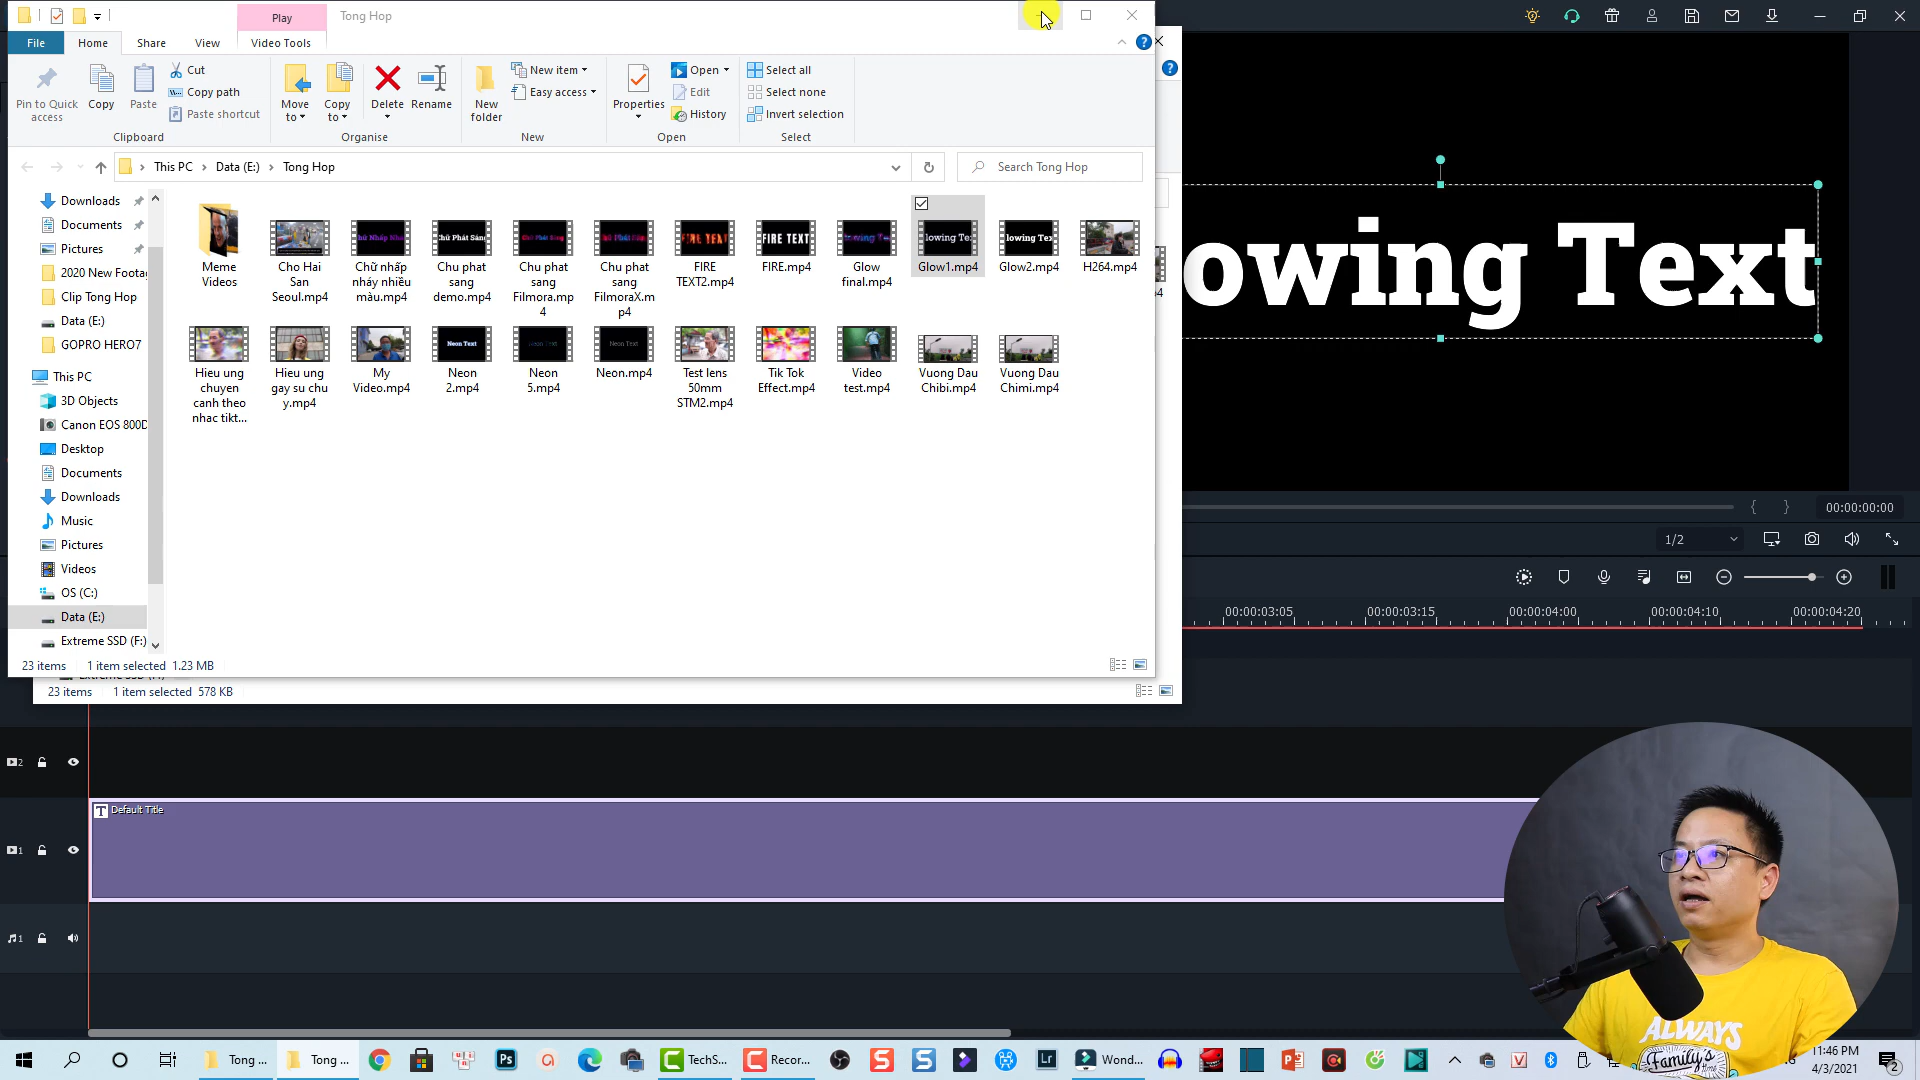 Play
Tong Hop
File
Home
Share
View
Video Tools
Pin to Quick access
Copy
Paste
Cut
Copy path
Paste shortcut
Clipboard
Move to
Copy to
Delete
Rename
Organise
New folder
New item
Easy access
New
Properties
Open
Edit
History
Open
Select all
Select none
Invert selection
Select
This PC
Data (E:)
Tong Hop
Search Tong Hop
Downloads
Documents
Pictures
2020 New Foota
Clip Tong Hop
Data (E:)
GOPRO HERO7
This PC
3D Objects
Canon EOS 800D
Desktop
Documents
Downloads
Music
Pictures
Videos
OS (C:)
Data (E:)
Extreme SSD (F:)
Meme Videos
Cho Hai San Seoul.mp4
Chữ nhấp nháy nhiều màu.mp4
Chu phat sang demo.mp4
Chu phat sang Filmora.mp4
Chu phat sang FilmoraX.mp4
FIRE TEXT2.mp4
FIRE.mp4
Glow final.mp4
Glow1.mp4
Glow2.mp4
H264.mp4
Hieu ung chuyen canh theo nhac tikt...
Hieu ung gay su chu y.mp4
My Video.mp4
Neon 2.mp4
Neon 5.mp4
Neon.mp4
Test lens 50mm STM2.mp4
Tik Tok Effect.mp4
Video test.mp4
Vuong Dau Chibi.mp4
Vuong Dau Chimi.mp4
23 items 1 item selected 1.23 MB
23 items 1 item selected 578 KB
owing Text
00:00:00:00
1/2
00:00:03:05 00:00:03:15 00:00:04:00 00:00:04:10 00:00:04:20
2
Default Title
1
1
ALWAYS
Family's
Tong ...
Tong ...
TechS...
Recor...
Wond...
11:46 PM
4/3/2021
2